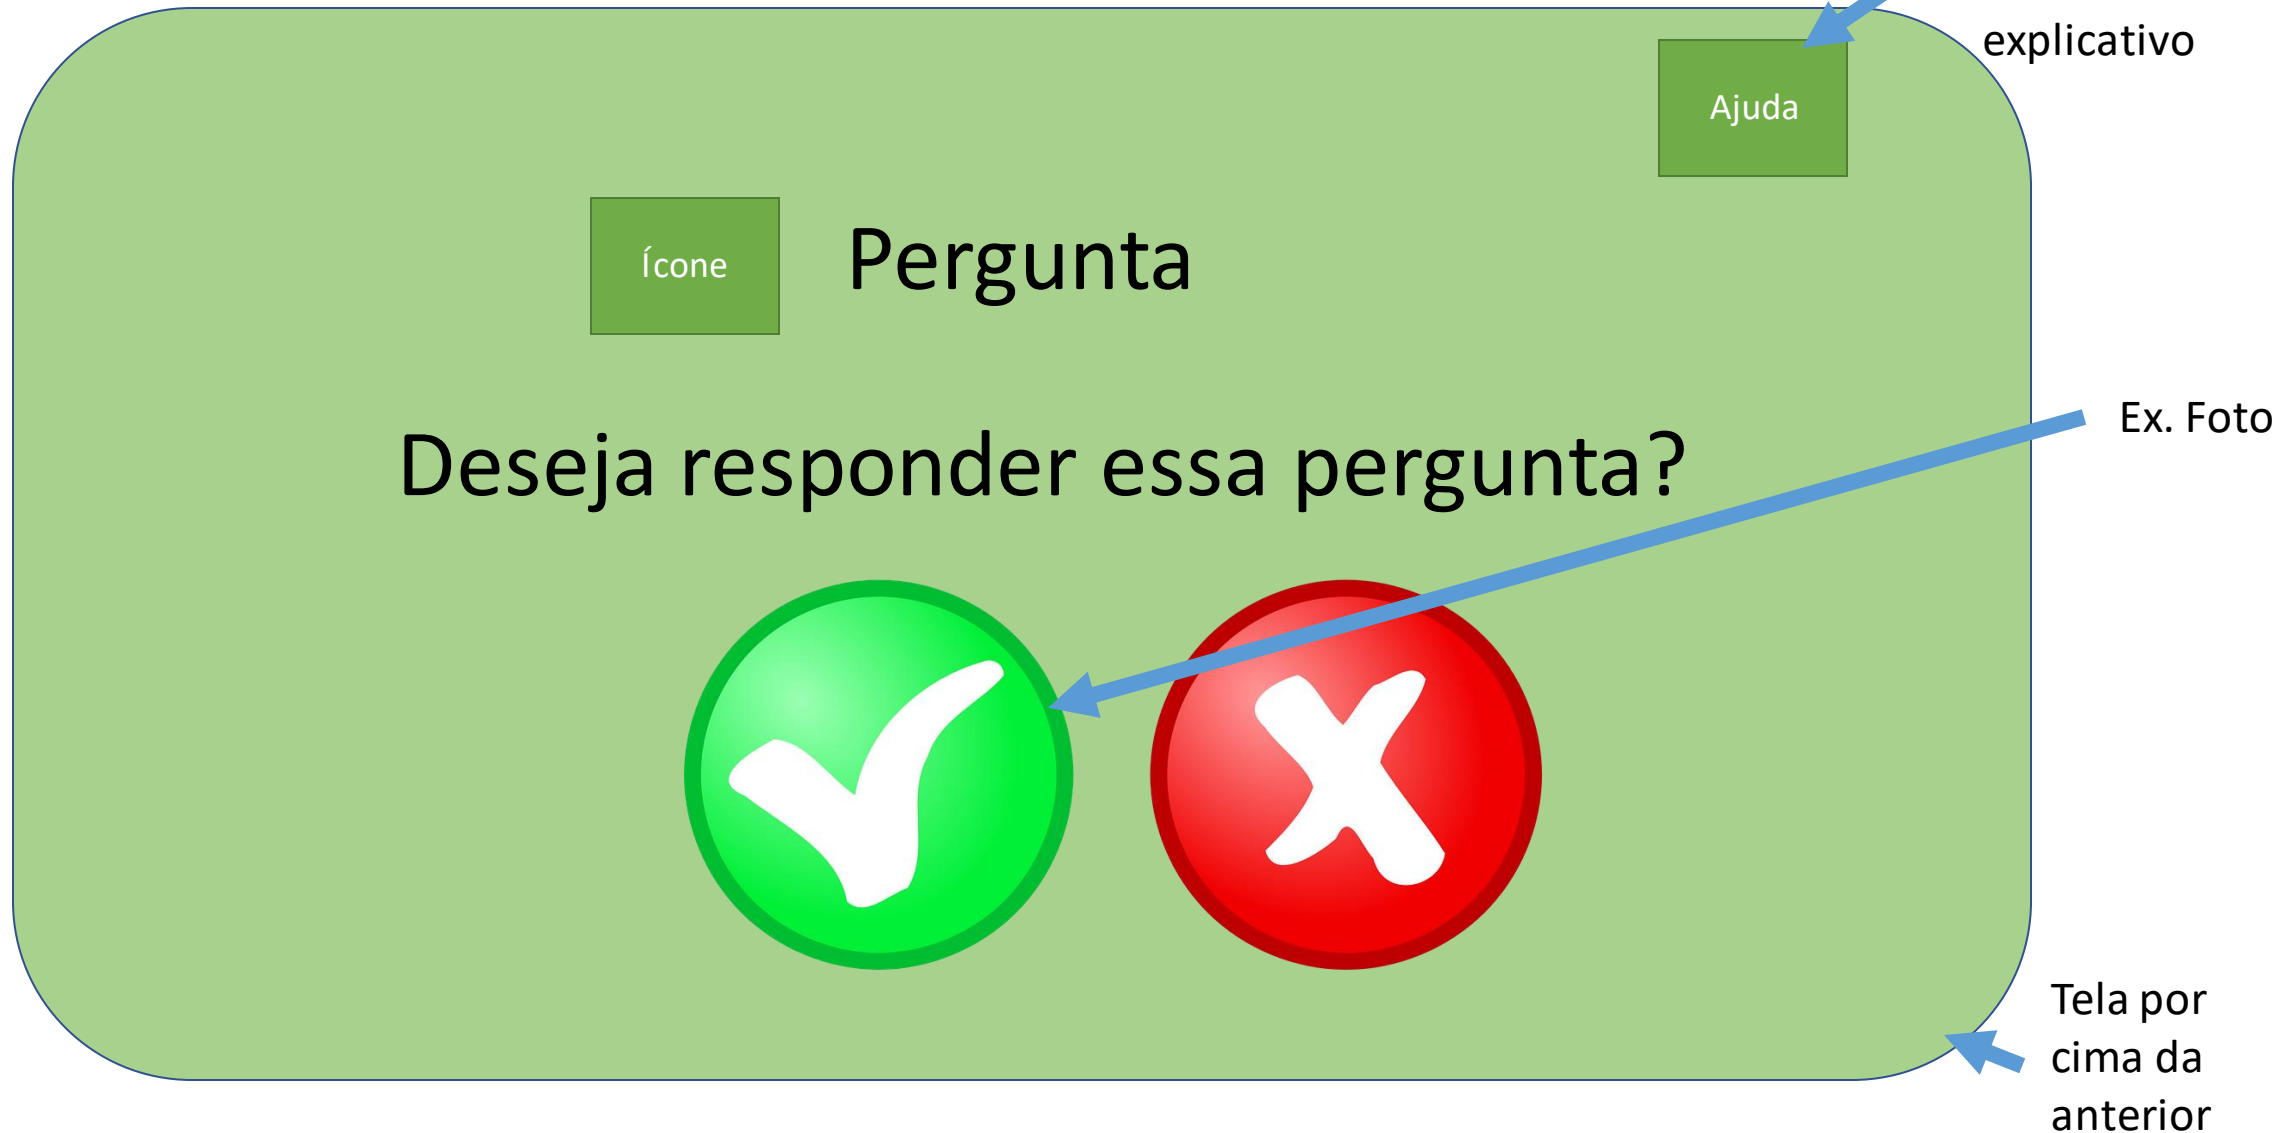 explicativo
Ajuda
Ícone
Pergunta
Deseja responder essa pergunta?
Ex. Foto
Tela por
cima da
anterior